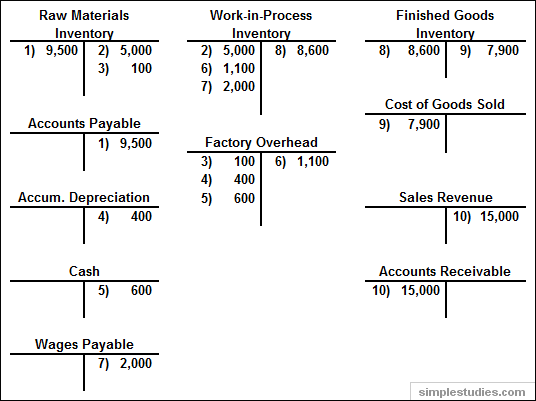 Raw Materials
Inventory
1) 9,500 2) 5,000
3) 100
Accounts Payable
1) 9,500
Accum. Depreciation
4) 400
Cash
5) 600
Wages Payable
7) 2,000
Work-in-Process
Inventory
2) 5,000 8) 8,600
6) 1,100
7) 2,000
Factory Overhead
3) 100 6) 1,100
4) 400
5) 600
Finished Goods
Inventory
8) 8,600 9) 7,900
Cost of Goods Sold
9) 7,900
Sales Revenue
10) 15,000
Accounts Receivable
10) 15,000
simplestudies.com